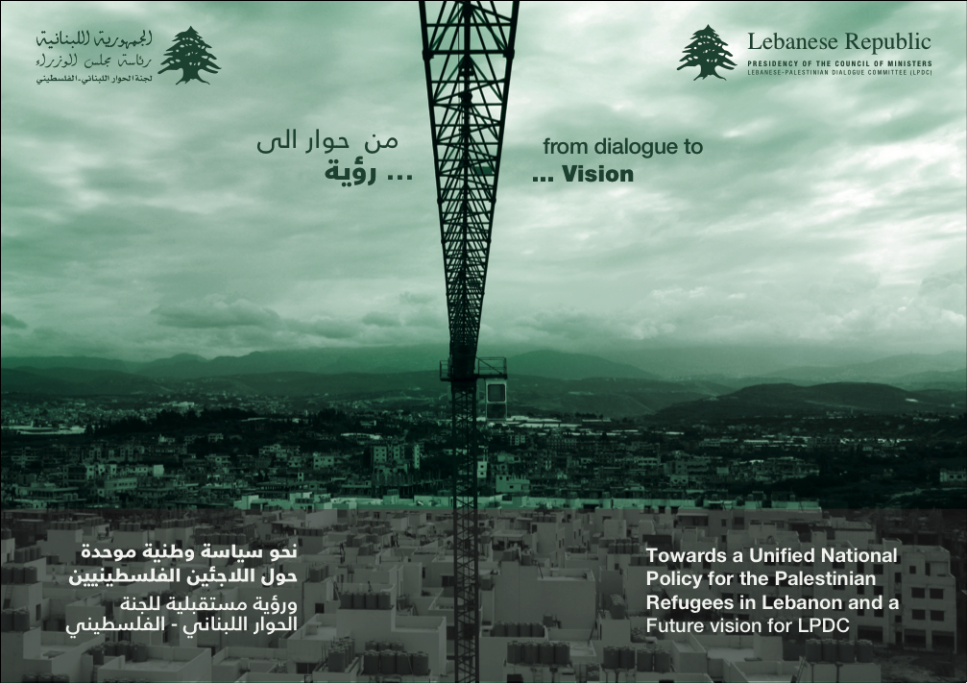 الجمهورية اللبنانية
رئاسة مجلس الوزراء
لجنة الحوار اللبناني-الفلسطيني
Lebanese Republic
PRESIDENCY OF THE COUNCIL OF MINISTERS
LEBANESE-PALESTINIAN DIALOGUE COMMITTEE (LPDC)
من حوار الى
... رؤية
from dialogue to
... Vision
نحو سياسة وطنية موحدة
حول اللاجئين الفلسطينيين
ورؤية مستقبلية للجنة
الحوار اللبناني - الفلسطيني
Towards a Unified National
Policy for the Palestinian
Refugees in Lebanon and a
Future vision for LPDC